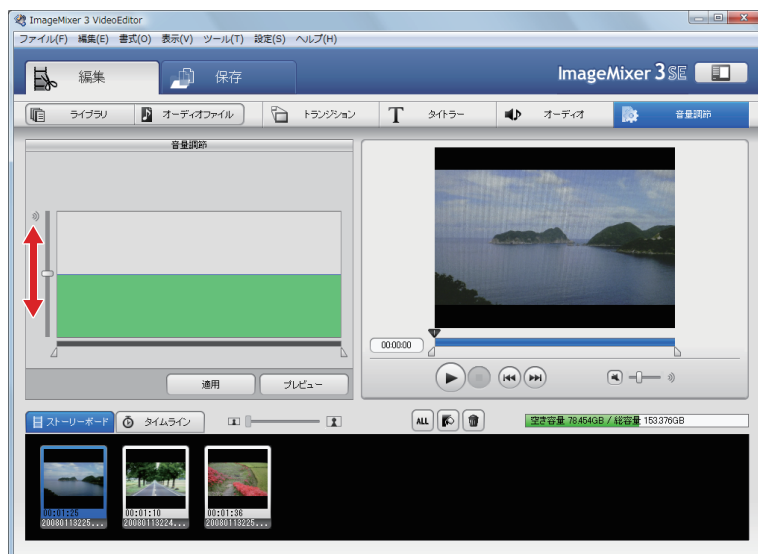 ImageMixer 3 VideoEditor
ファイル(F) 編集(E) 書式(O) 表示(V) ツール(T) 設定(S) ヘルプ(H)
編集 保存 ImageMixer 3 SE
ライブラリ オーディオファイル トランジション T タイトラー オーディオ 音量調節
音量調節
00:00:00
適用 プレビュー
ストーリーボード タイムライン ALL 空き容量 78.454GB / 総容量 153.376GB
00:01:25 00:01:10 00:01:36
20080113225... 20080113224... 20080113225...